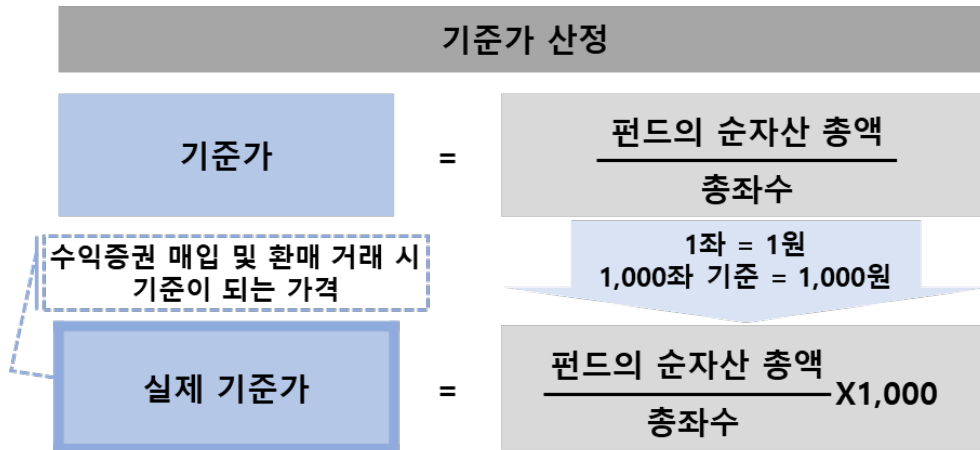 기준가 산정
기준가
=
펀드의 순자산 총액
총좌수
수익증권 매입 및 환매 거래 시
기준이 되는 가격
1좌 = 1원
1,000좌 기준 = 1,000원
실제 기준가
=
펀드의 순자산 총액
총좌수
X1,000